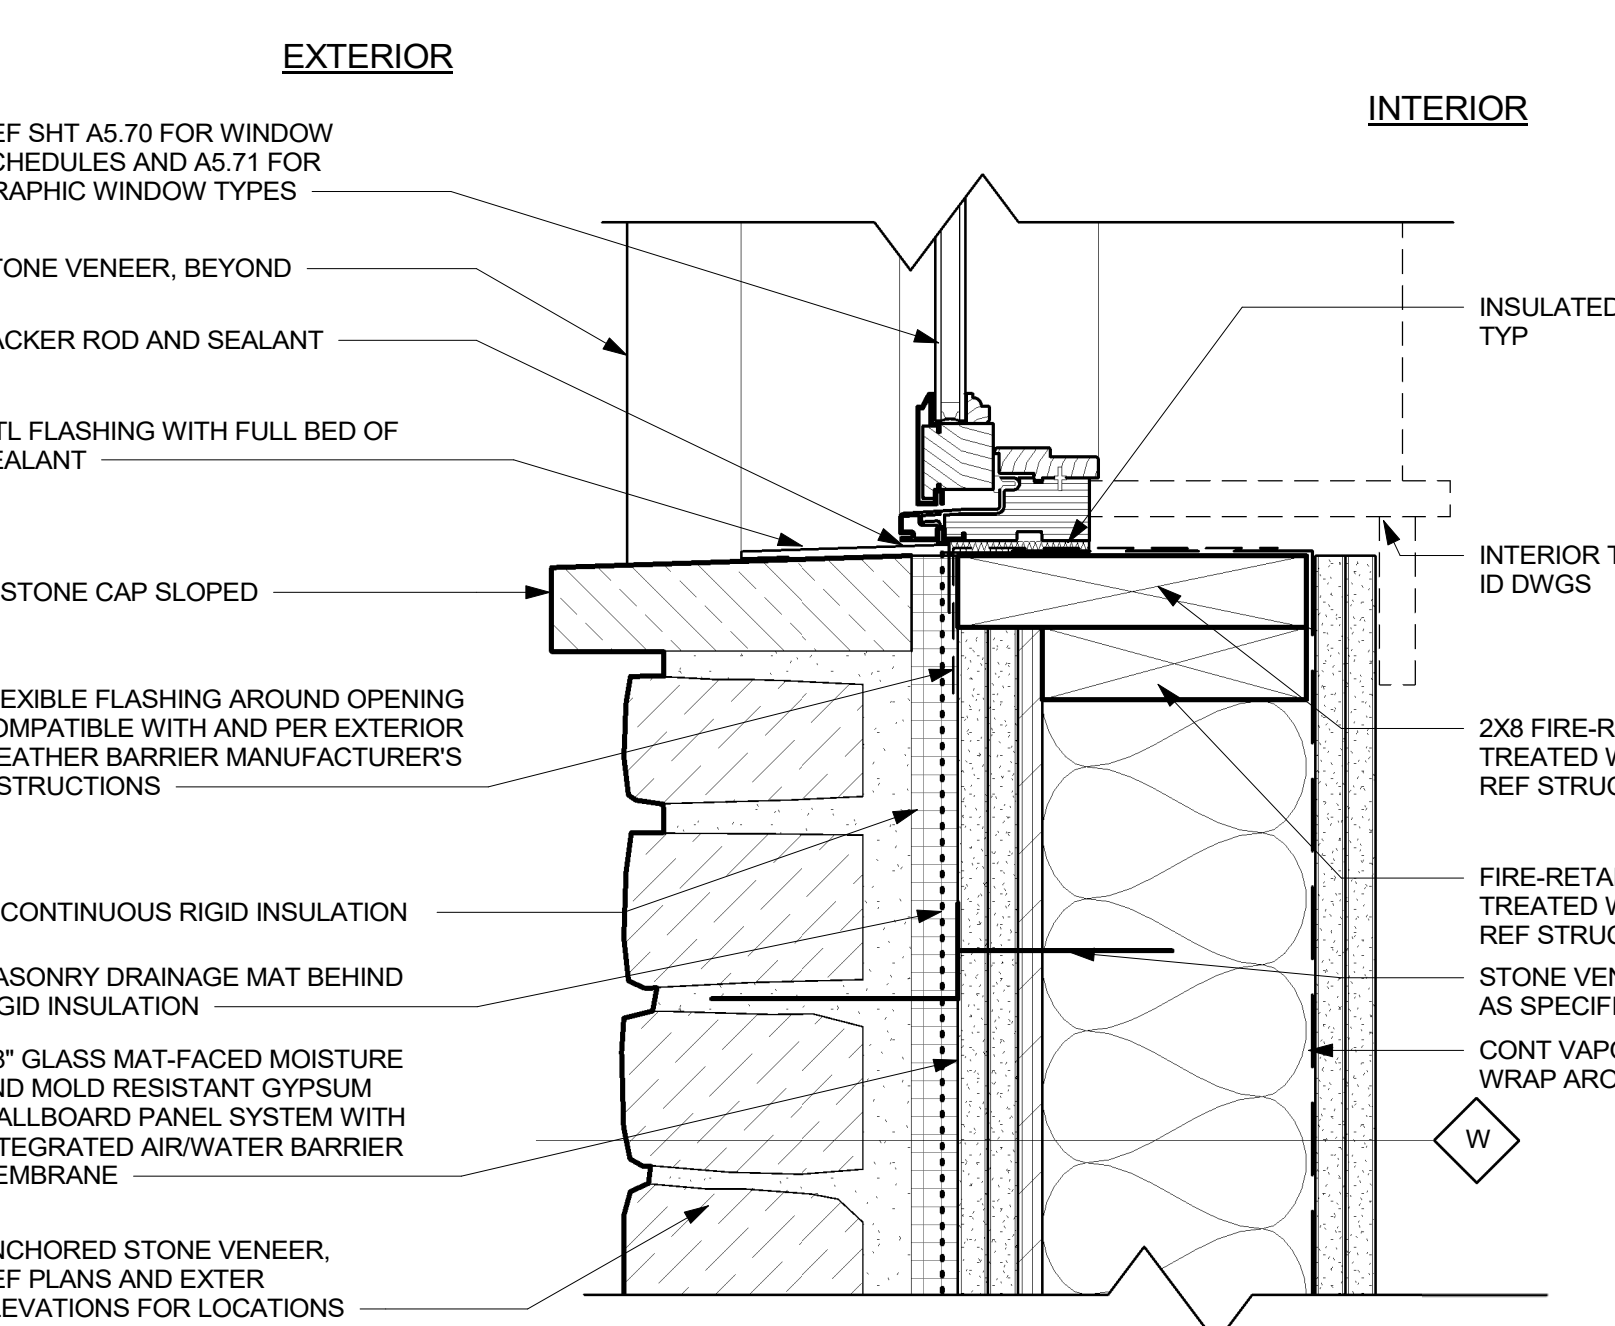 EXTERIOR
EF SHT A5.70 FOR WINDOW
CHEDULES AND A5.71 FOR
RAPHIC WINDOW TYPES
TONE VENEER, BEYOND
ACKER ROD AND SEALANT
TL FLASHING WITH FULL BED OF
EALANT
STONE CAP SLOPED
EXIBLE FLASHING AROUND OPENING
OMPATIBLE WITH AND PER EXTERIOR
EATHER BARRIER MANUFACTURER'S
STRUCTIONS
CONTINUOUS RIGID INSULATION
ASONRY DRAINAGE MAT BEHIND
GID INSULATION
8" GLASS MAT-FACED MOISTURE
ND MOLD RESISTANT GYPSUM
ALLBOARD PANEL SYSTEM WITH
TEGRATED AIR/WATER BARRIER
EMBRANE
NCHORED STONE VENEER,
EF PLANS AND EXTER
LEVATIONS FOR LOCATIONS
INTERIOR
INSULATED
TYP
INTERIOR T
ID DWGS
2X8 FIRE-R
TREATED W
REF STRUC
FIRE-RETA
TREATED W
REF STRUC
STONE VEN
AS SPECIFI
CONT VAPO
WRAP ARO
W